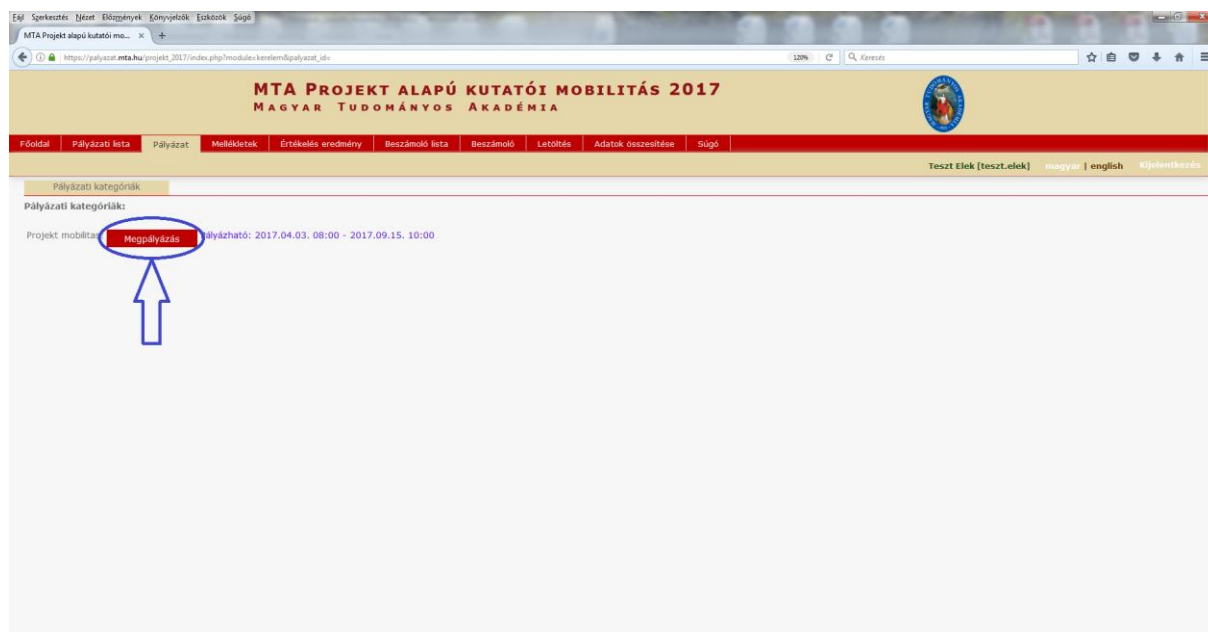 Fájl Szerkesztés Nézet Előzmények Könyvjelzők Eszközök Súgó
MTA Projekt alapú kutatói mo... × +
https://palyazat.mta.hu/projekt_2017/index.php?module=kerelem&palyazat_id= 120% Keresés
MTA PROJEKT ALAPÚ KUTATÓI MOBILITÁS 2017
MAGYAR TUDOMÁNYOS AKADÉMIA
Főoldal Pályázati lista Pályázat Mellékletek Értékelés eredmény Beszámoló lista Beszámoló Letöltés Adatok összesítése Súgó
Teszt Elek [teszt.elek] magyar | english Kijelentkezés
Pályázati kategóriák
Pályázati kategóriák:
Projekt mobilitás Megpályázás Pályázható: 2017.04.03. 08:00 - 2017.09.15. 10:00